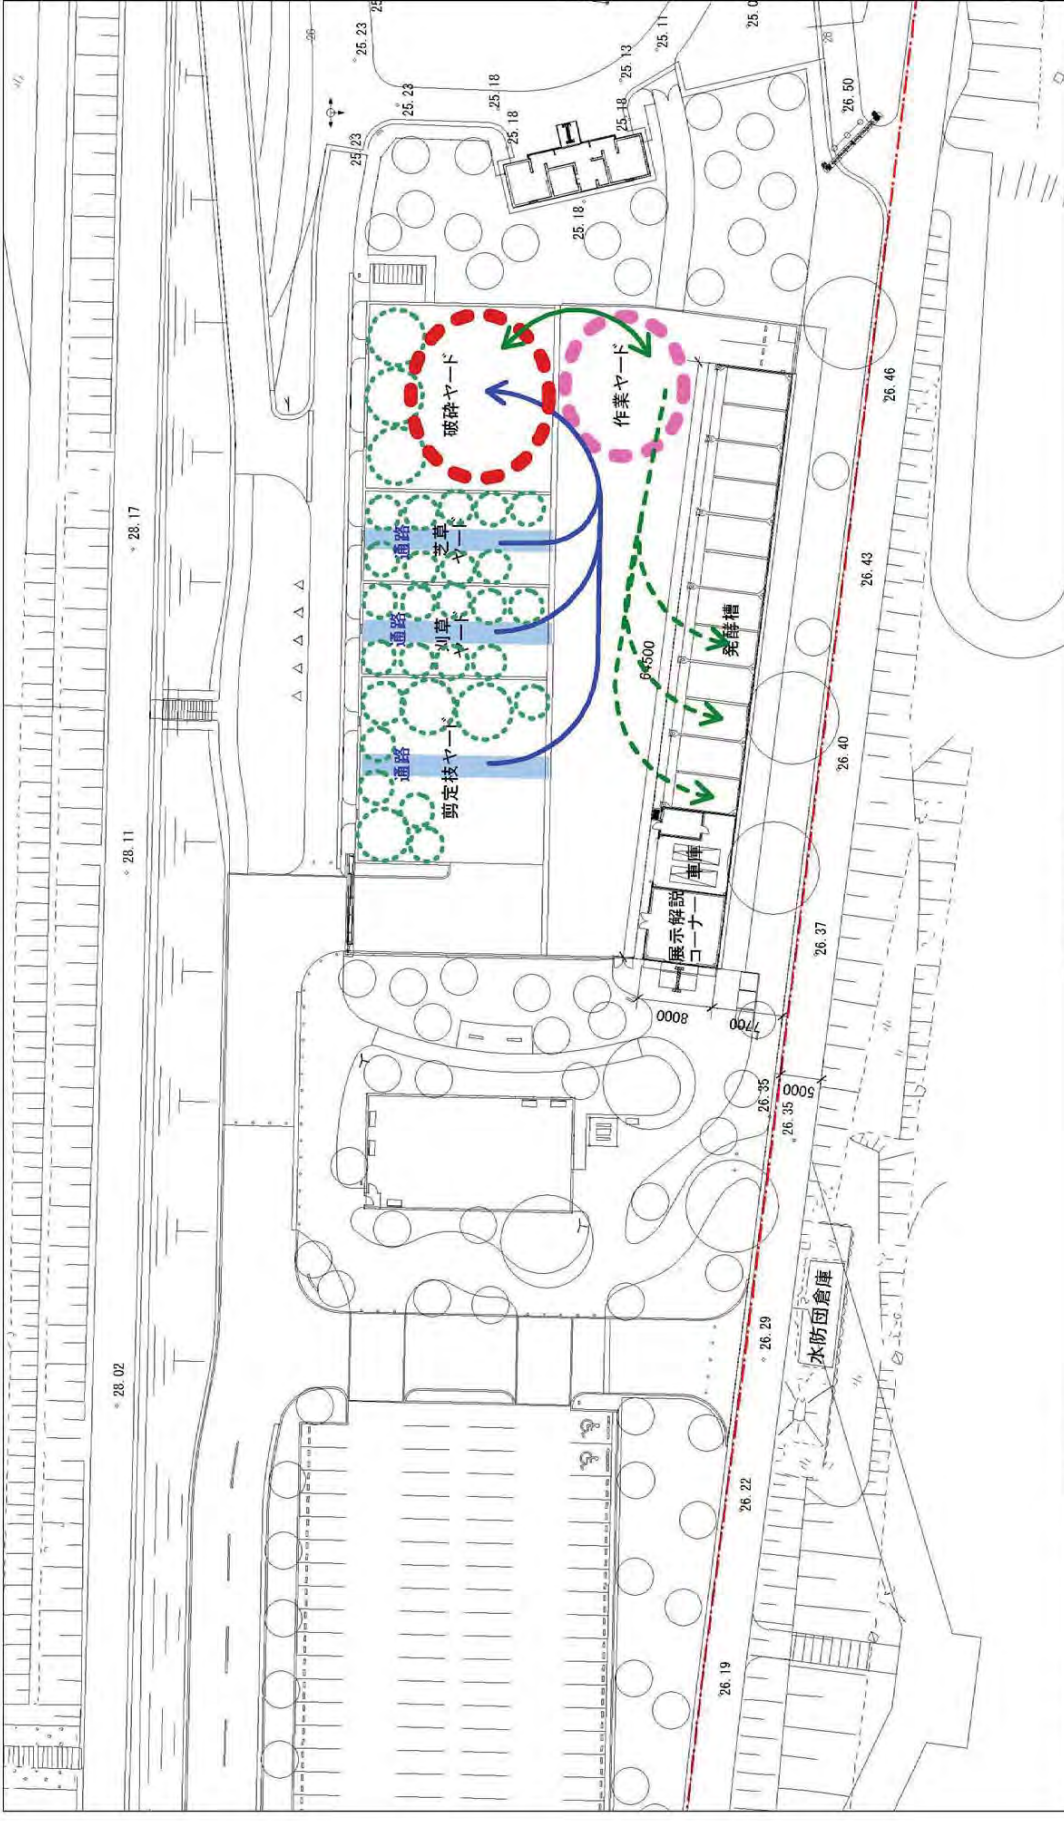 28.02
28.11
28.17
25.23
25.23
25.23
25.18
25.18
25.18
25.18
25.13
25.11
26.50
通路
通路
通路
剪定枝ヤード
刈草
ヤード
芝草
ヤード
破砕ヤード
作業ヤード
64500
発酵槽
車庫
展示解説
コーナー
8000
7700
5000
26.19
26.22
26.29
26.35
26.35
26.37
26.40
26.43
26.46
水防団倉庫